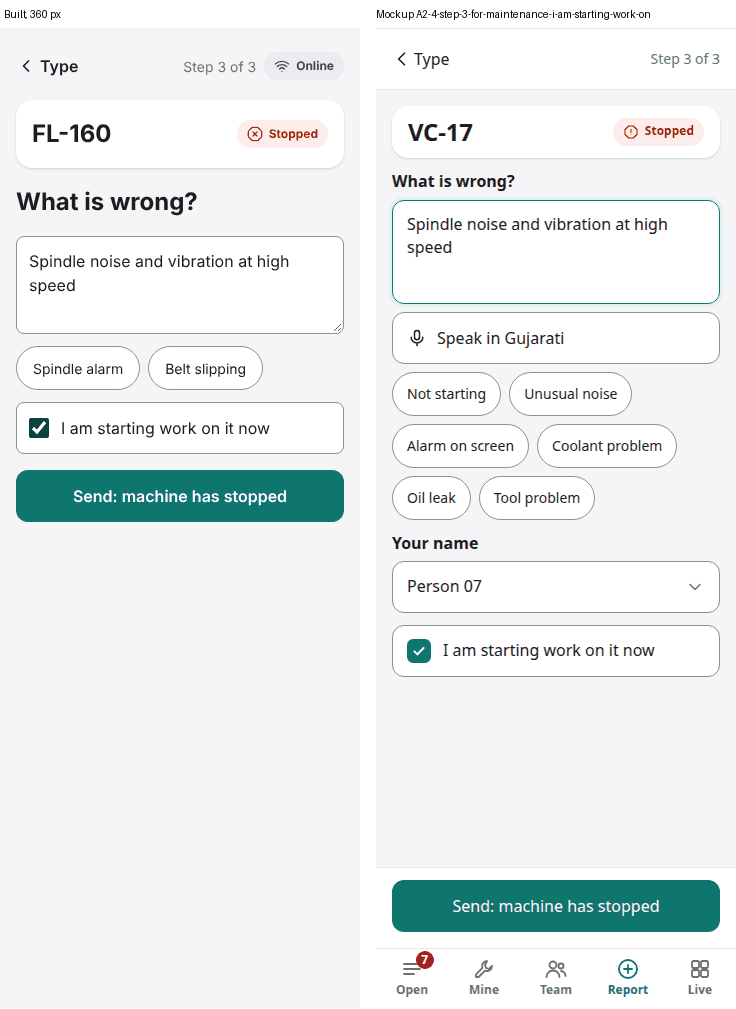 Built, 360 px
Type
Step 3 of 3
Online
FL-160
Stopped
What is wrong?
Spindle noise and vibration at high
speed
Spindle alarm
Belt slipping
I am starting work on it now
Send: machine has stopped
Mockup A2-4-step-3-for-maintenance-i-am-starting-work-on
Type
Step 3 of 3
VC-17
Stopped
What is wrong?
Spindle noise and vibration at high
speed
Speak in Gujarati
Not starting
Unusual noise
Alarm on screen
Coolant problem
Oil leak
Tool problem
Your name
Person 07
I am starting work on it now
Send: machine has stopped
7
Open
Mine
Team
Report
Live